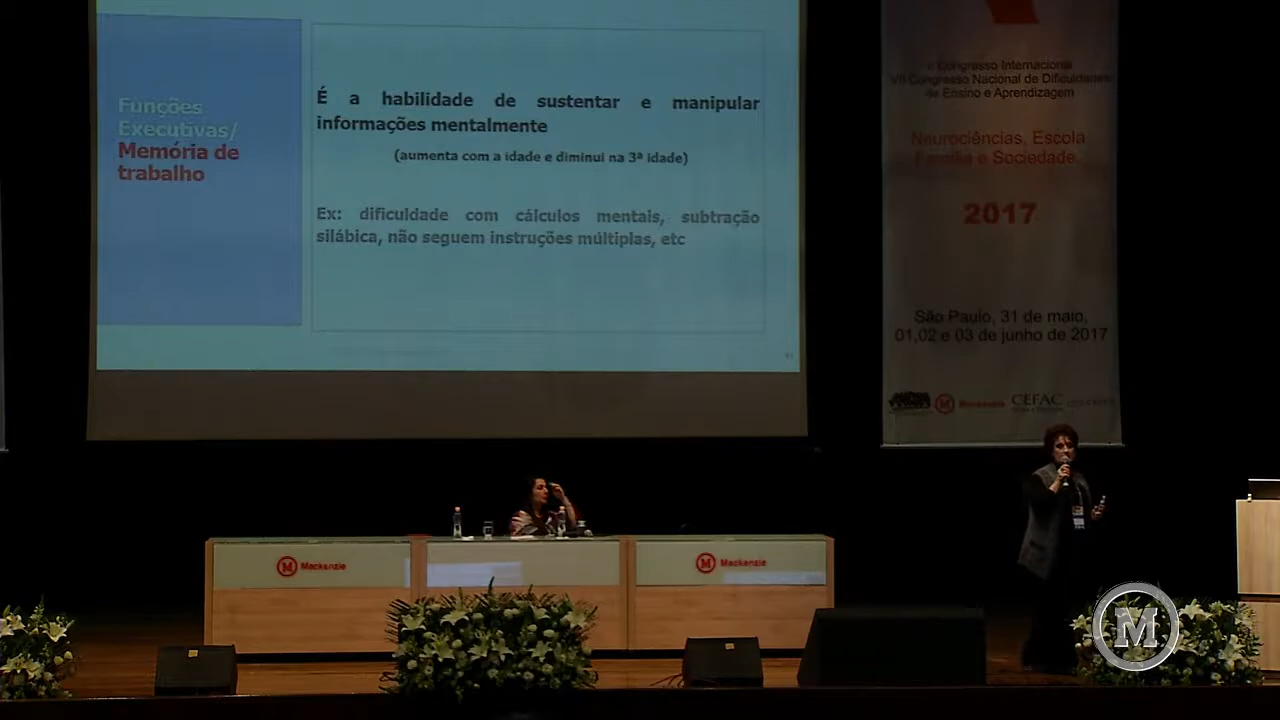 Funções
Executivas/
Memória de
trabalho
É a habilidade de sustentar e manipular
informações mentalmente
(aumenta com a idade e diminui na 3ª idade)
Ex: dificuldade com cálculos mentais, subtração
silábica, não seguem instruções múltiplas, etc
Congresso Internacional
VII Congresso Nacional de Dificuldades
de Ensino e Aprendizagem
Neurociências, Escola
Família e Sociedade.
2017
São Paulo, 31 de maio,
01,02 e 03 de junho de 2017
M Mackenzie
CEFAC
M Mackenzie
M Mackenzie
M